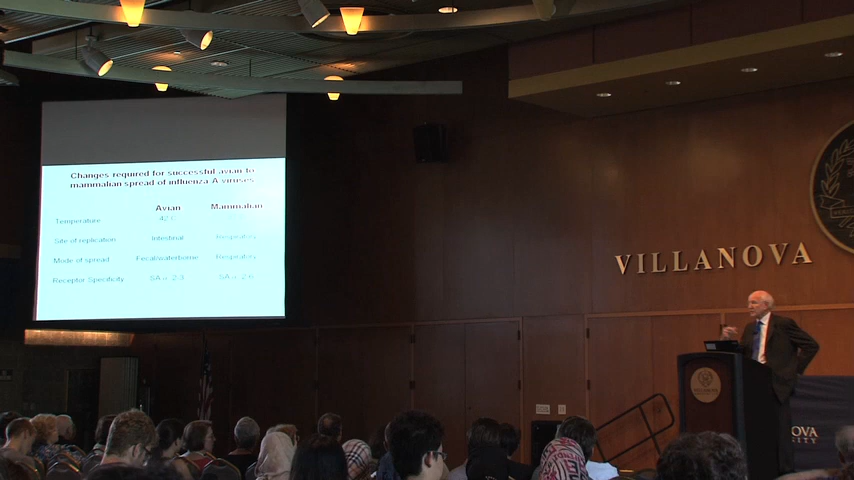 Changes required for successful avian to
mammalian spread of influenza A viruses
Avian Mammalian
Temperature 42 C
Site of replication Intestinal Respiratory
Mode of spread Fecal/waterborne Respiratory
Receptor Specificity SA α 2-3 SA α 2-6
VILLANOVA